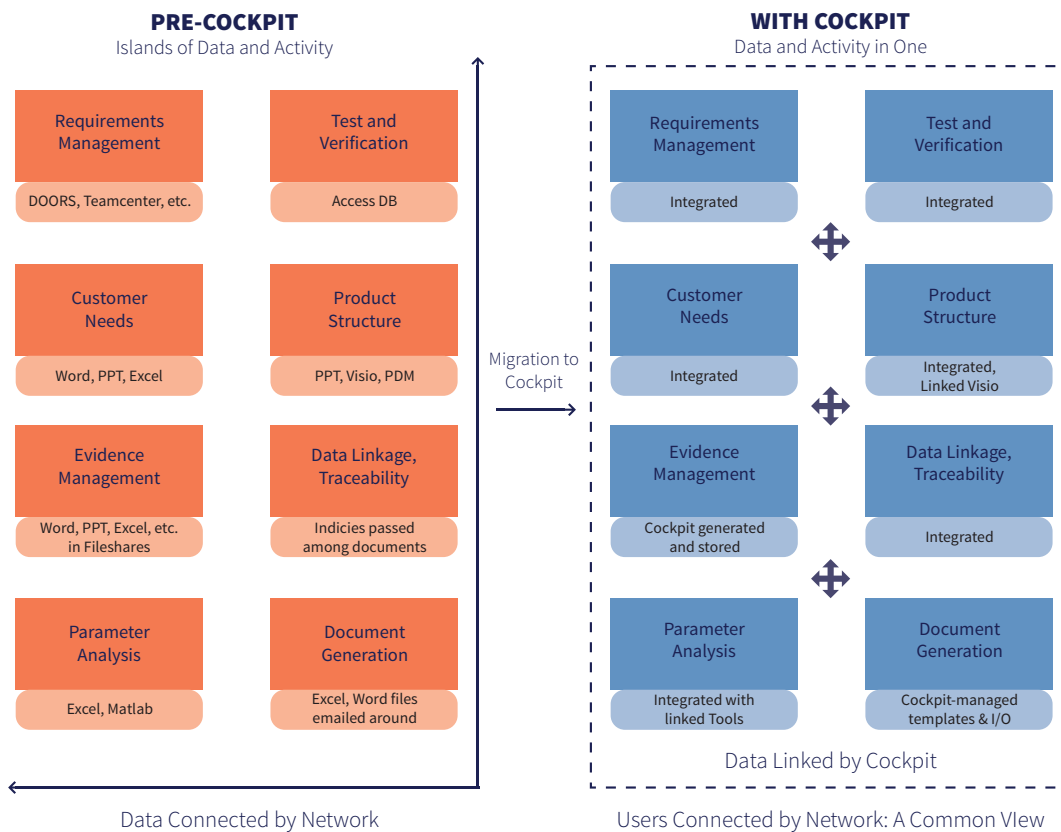 PRE-COCKPIT
Islands of Data and Activity
Requirements
Management
DOORS, Teamcenter, etc.
Test and
Verification
Access DB
Customer
Needs
Word, PPT, Excel
Product
Structure
PPT, Visio, PDM
Evidence
Management
Word, PPT, Excel, etc.
in Fileshares
Data Linkage,
Traceability
Indicies passed
among documents
Parameter
Analysis
Excel, Matlab
Document
Generation
Excel, Word files
emailed around
Data Connected by Network
Migration to
Cockpit
WITH COCKPIT
Data and Activity in One
Requirements
Management
Integrated
Test and
Verification
Integrated
Customer
Needs
Integrated
Product
Structure
Integrated,
Linked Visio
Evidence
Management
Cockpit generated
and stored
Data Linkage,
Traceability
Integrated
Parameter
Analysis
Integrated with
linked Tools
Document
Generation
Cockpit-managed
templates & I/O
Data Linked by Cockpit
Users Connected by Network: A Common VIew